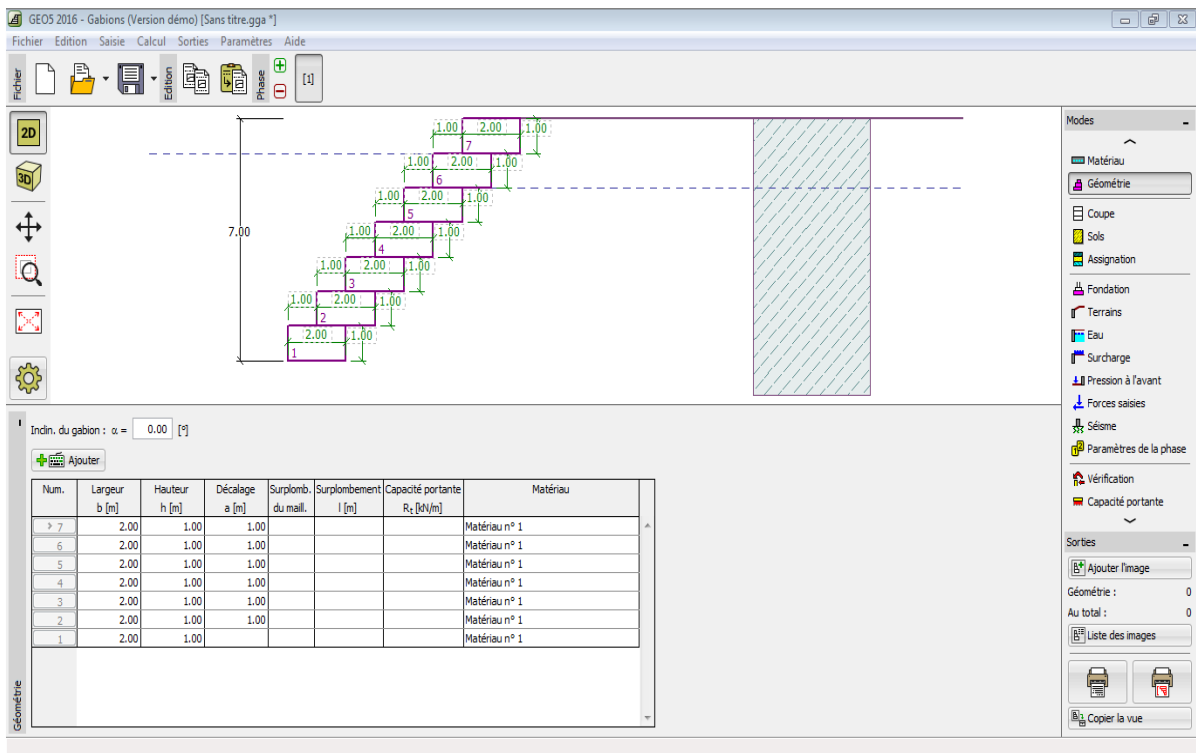 GEO5 2016 - Gabions (Version démo) [Sans titre.gga *]
Fichier Edition Saisie Calcul Sorties Paramètres Aide
Fichier
Edition
Phase
[1]
2D
3D
7.00
1.00 2.00 1.00
7
1.00 2.00 1.00
6
1.00 2.00 1.00
5
1.00 2.00 1.00
4
1.00 2.00 1.00
3
1.00 2.00 1.00
2
2.00 1.00
1
Modes
Matériau
Géométrie
Coupe
Sols
Assignation
Fondation
Terrains
Eau
Surcharge
Pression à l'avant
Forces saisies
Séisme
Paramètres de la phase
Vérification
Capacité portante
Sorties
Ajouter l'image
Géométrie : 0
Au total : 0
Liste des images
Copier la vue
Géométrie
Indin. du gabion : α = 0.00 [°]
Ajouter
Num. Largeur Hauteur Décalage Surplomb. Surplombement Capacité portante Matériau
b [m] h [m] a [m] du maill. l [m] Rt [kN/m]
7 2.00 1.00 1.00 Matériau n° 1
6 2.00 1.00 1.00 Matériau n° 1
5 2.00 1.00 1.00 Matériau n° 1
4 2.00 1.00 1.00 Matériau n° 1
3 2.00 1.00 1.00 Matériau n° 1
2 2.00 1.00 1.00 Matériau n° 1
1 2.00 1.00 Matériau n° 1